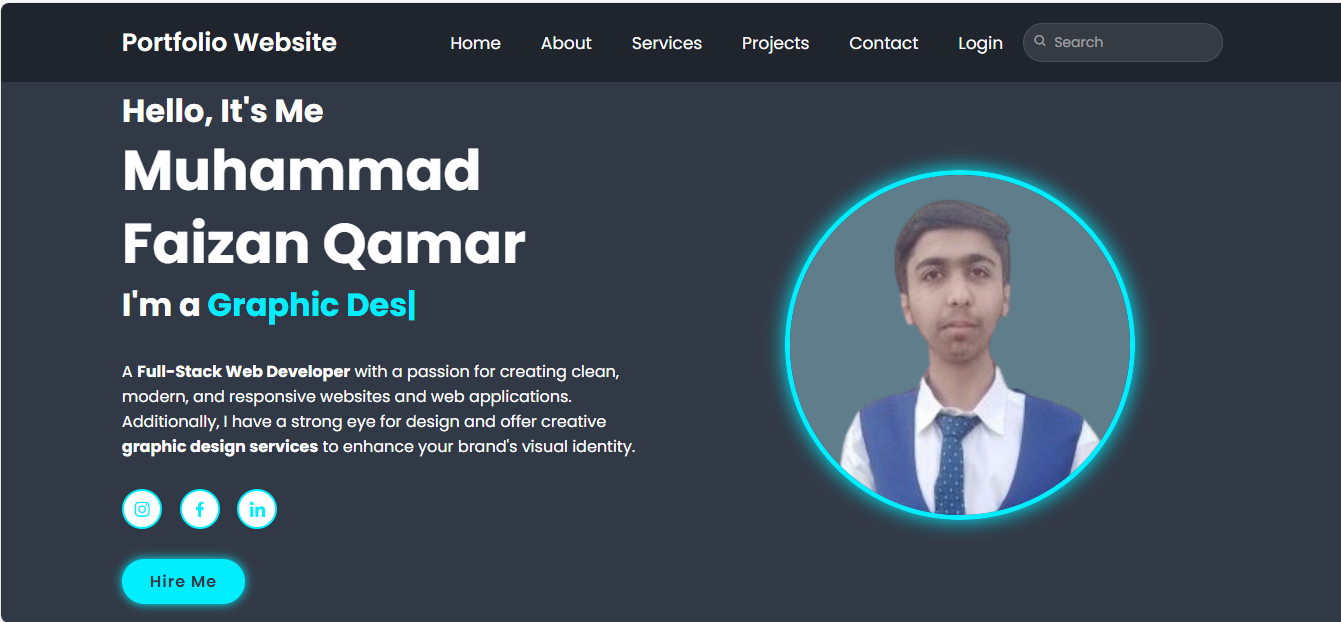 Portfolio Website Home About Services Projects Contact Login Search
Hello, It's Me
Muhammad
Faizan Qamar
I'm a Graphic Des|
A Full-Stack Web Developer with a passion for creating clean,
modern, and responsive websites and web applications.
Additionally, I have a strong eye for design and offer creative
graphic design services to enhance your brand's visual identity.
Hire Me